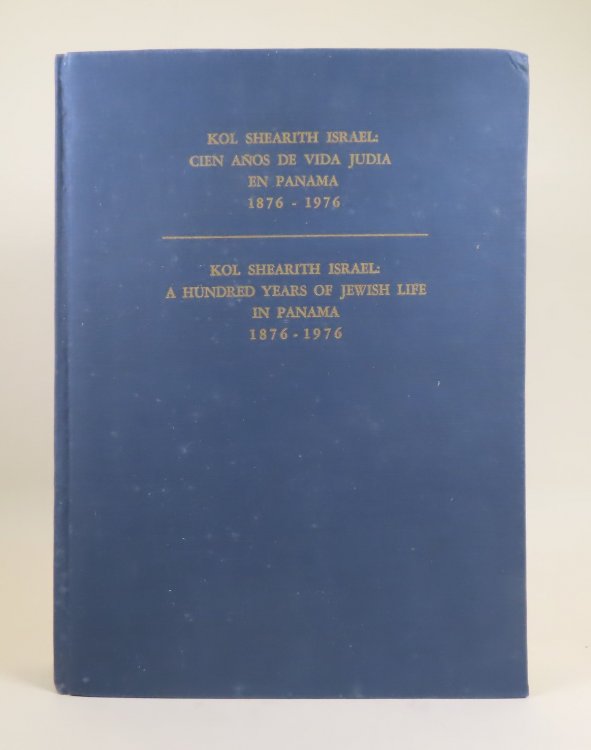 KOL SHEARITH ISRAEL:
CIEN AÑOS DE VIDA JUDIA
EN PANAMA
1876 - 1976
KOL SHEARITH ISRAEL:
A HUNDRED YEARS OF JEWISH LIFE
IN PANAMA
1876 - 1976